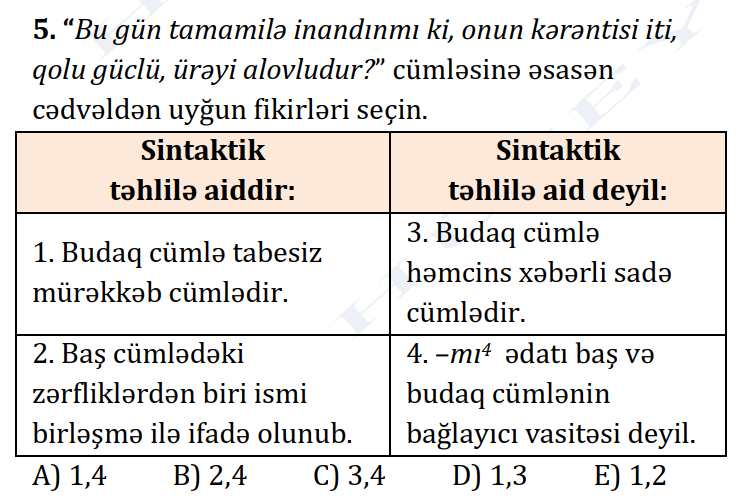 5. “Bu gün tamamilə inandınmı ki, onun kərəntisi iti,
qolu güclü, ürəyi alovludur?” cümləsinə əsasən
cədvəldən uyğun fikirləri seçin.
Sintaktik
təhlilə aiddir:
Sintaktik
təhlilə aid deyil:
1. Budaq cümlə tabesiz
mürəkkəb cümlədir.
3. Budaq cümlə
həmcins xəbərli sadə
cümlədir.
2. Baş cümlədəki
zərfliklərdən biri ismi
birləşmə ilə ifadə olunub.
4. –mı⁴ ədatı baş və
budaq cümlənin
bağlayıcı vasitəsi deyil.
A) 1,4 B) 2,4 C) 3,4 D) 1,3 E) 1,2